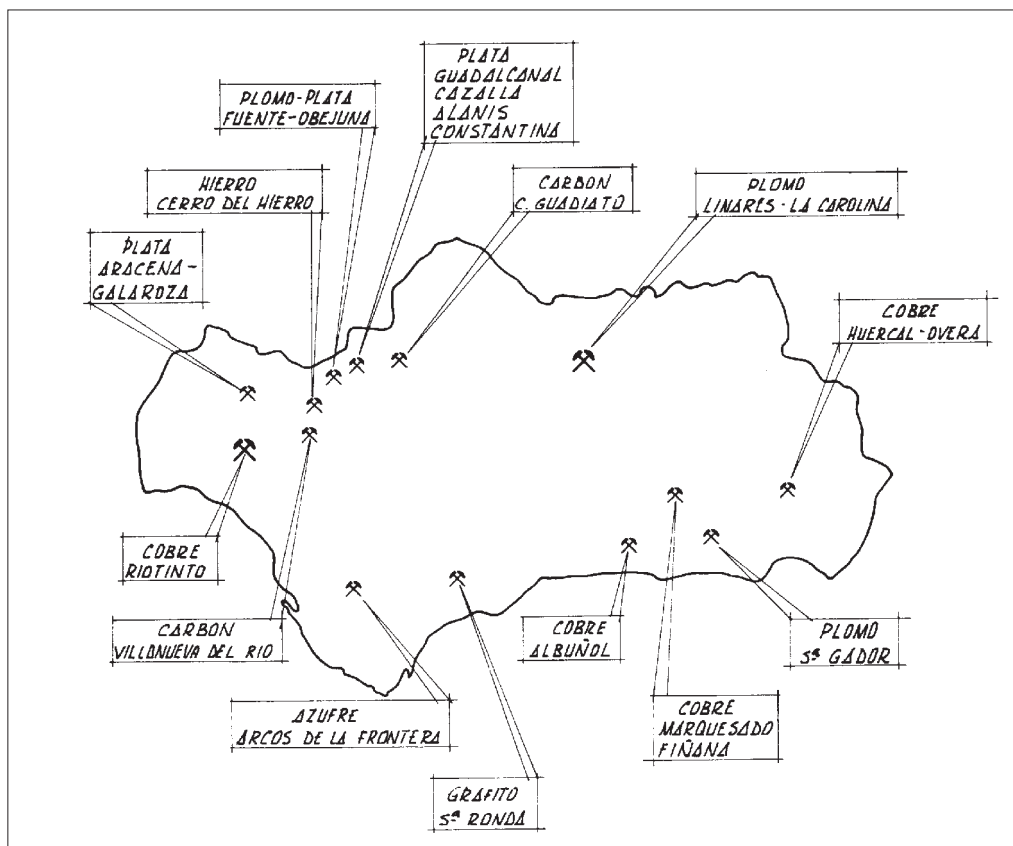 PLATA
GUADALCANAL
CAZALLA
ALANIS
CONSTANTINA
PLOMO-PLATA
FUENTE-OBEJUNA
HIERRO
CERRO DEL HIERRO
CARBON
C. GUADIATO
PLOMO
LINARES-LA CAROLINA
PLATA
ARACENA-
GALAROZA
COBRE
HUERCAL-OVERA
COBRE
RIOTINTO
CARBON
VILLANUEVA DEL RIO
COBRE
ALBUÑOL
PLOMO
Sª GADOR
AZUFRE
ARCOS DE LA FRONTERA
COBRE
MARQUESADO
FIÑANA
GRAFITO
Sª RONDA